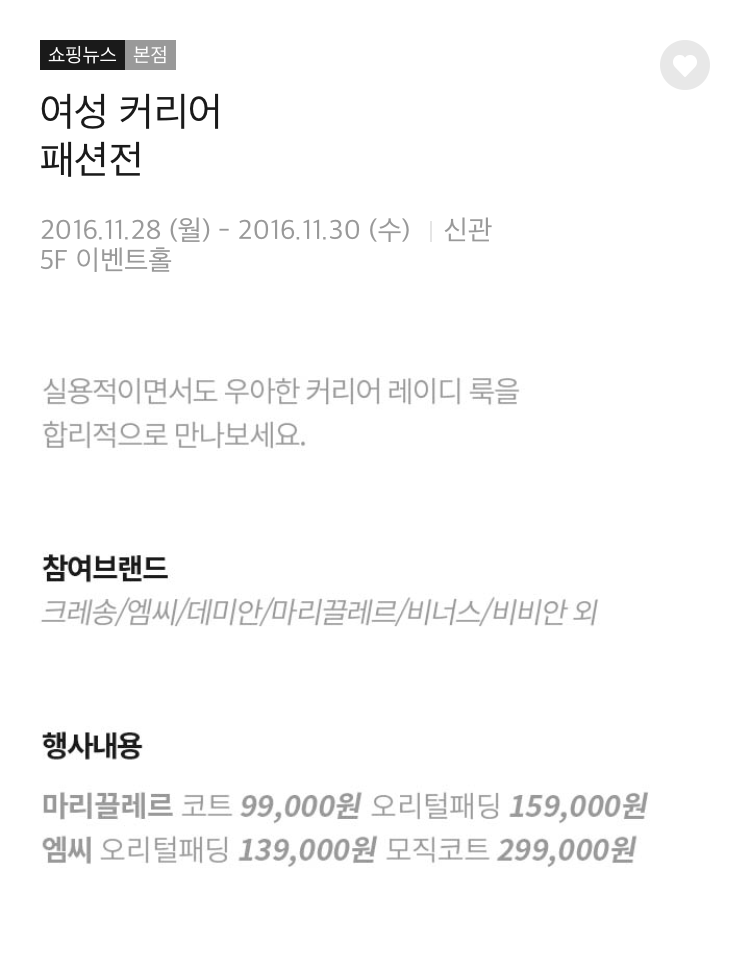 쇼핑뉴스 본점
여성 커리어
패션전
2016.11.28 (월) - 2016.11.30 (수) | 신관
5F 이벤트홀
실용적이면서도 우아한 커리어 레이디 룩을
합리적으로 만나보세요.
참여브랜드
크레송/엠씨/데미안/마리끌레르/비너스/비비안 외
행사내용
마리끌레르 코트 99,000원 오리털패딩 159,000원
엠씨 오리털패딩 139,000원 모직코트 299,000원